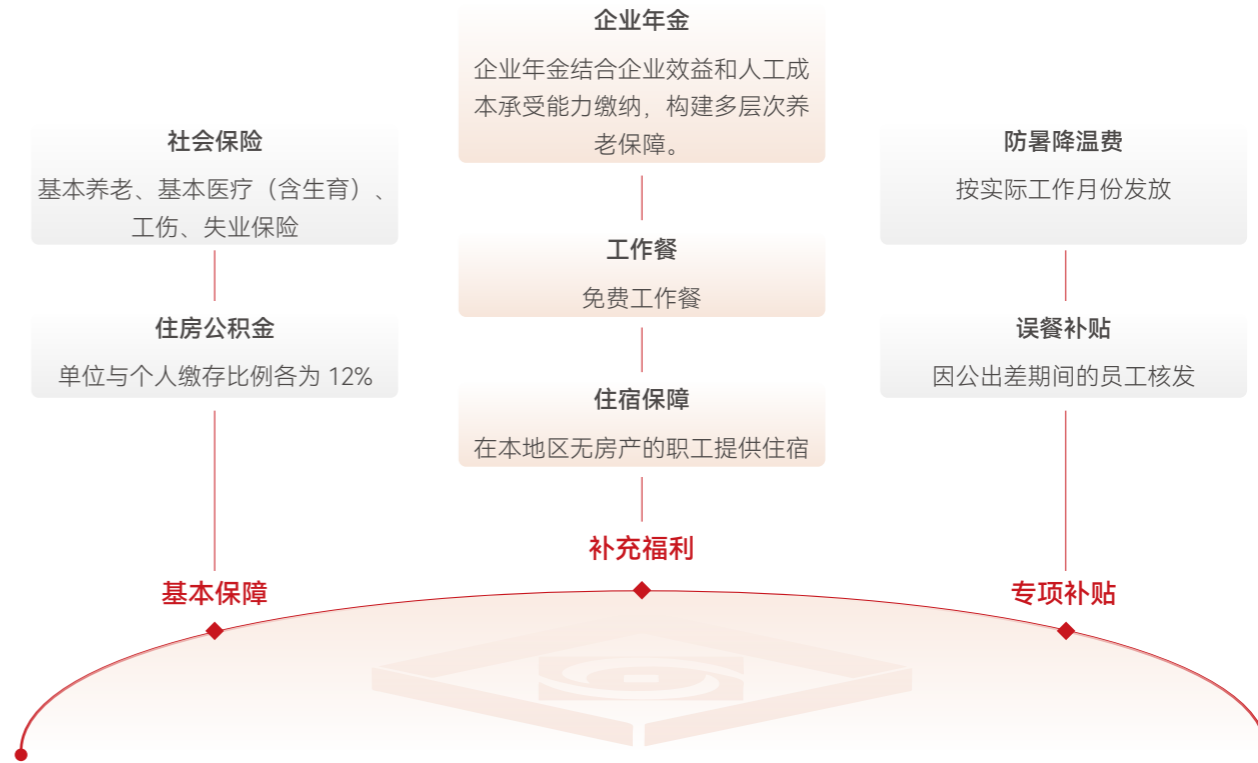 社会保险
基本养老、基本医疗（含生育）、
工伤、失业保险
住房公积金
单位与个人缴存比例各为 12%
基本保障
企业年金
企业年金结合企业效益和人工成
本承受能力缴纳，构建多层次养
老保障。
工作餐
免费工作餐
住宿保障
在本地区无房产的职工提供住宿
补充福利
防暑降温费
按实际工作月份发放
误餐补贴
因公出差期间的员工核发
专项补贴